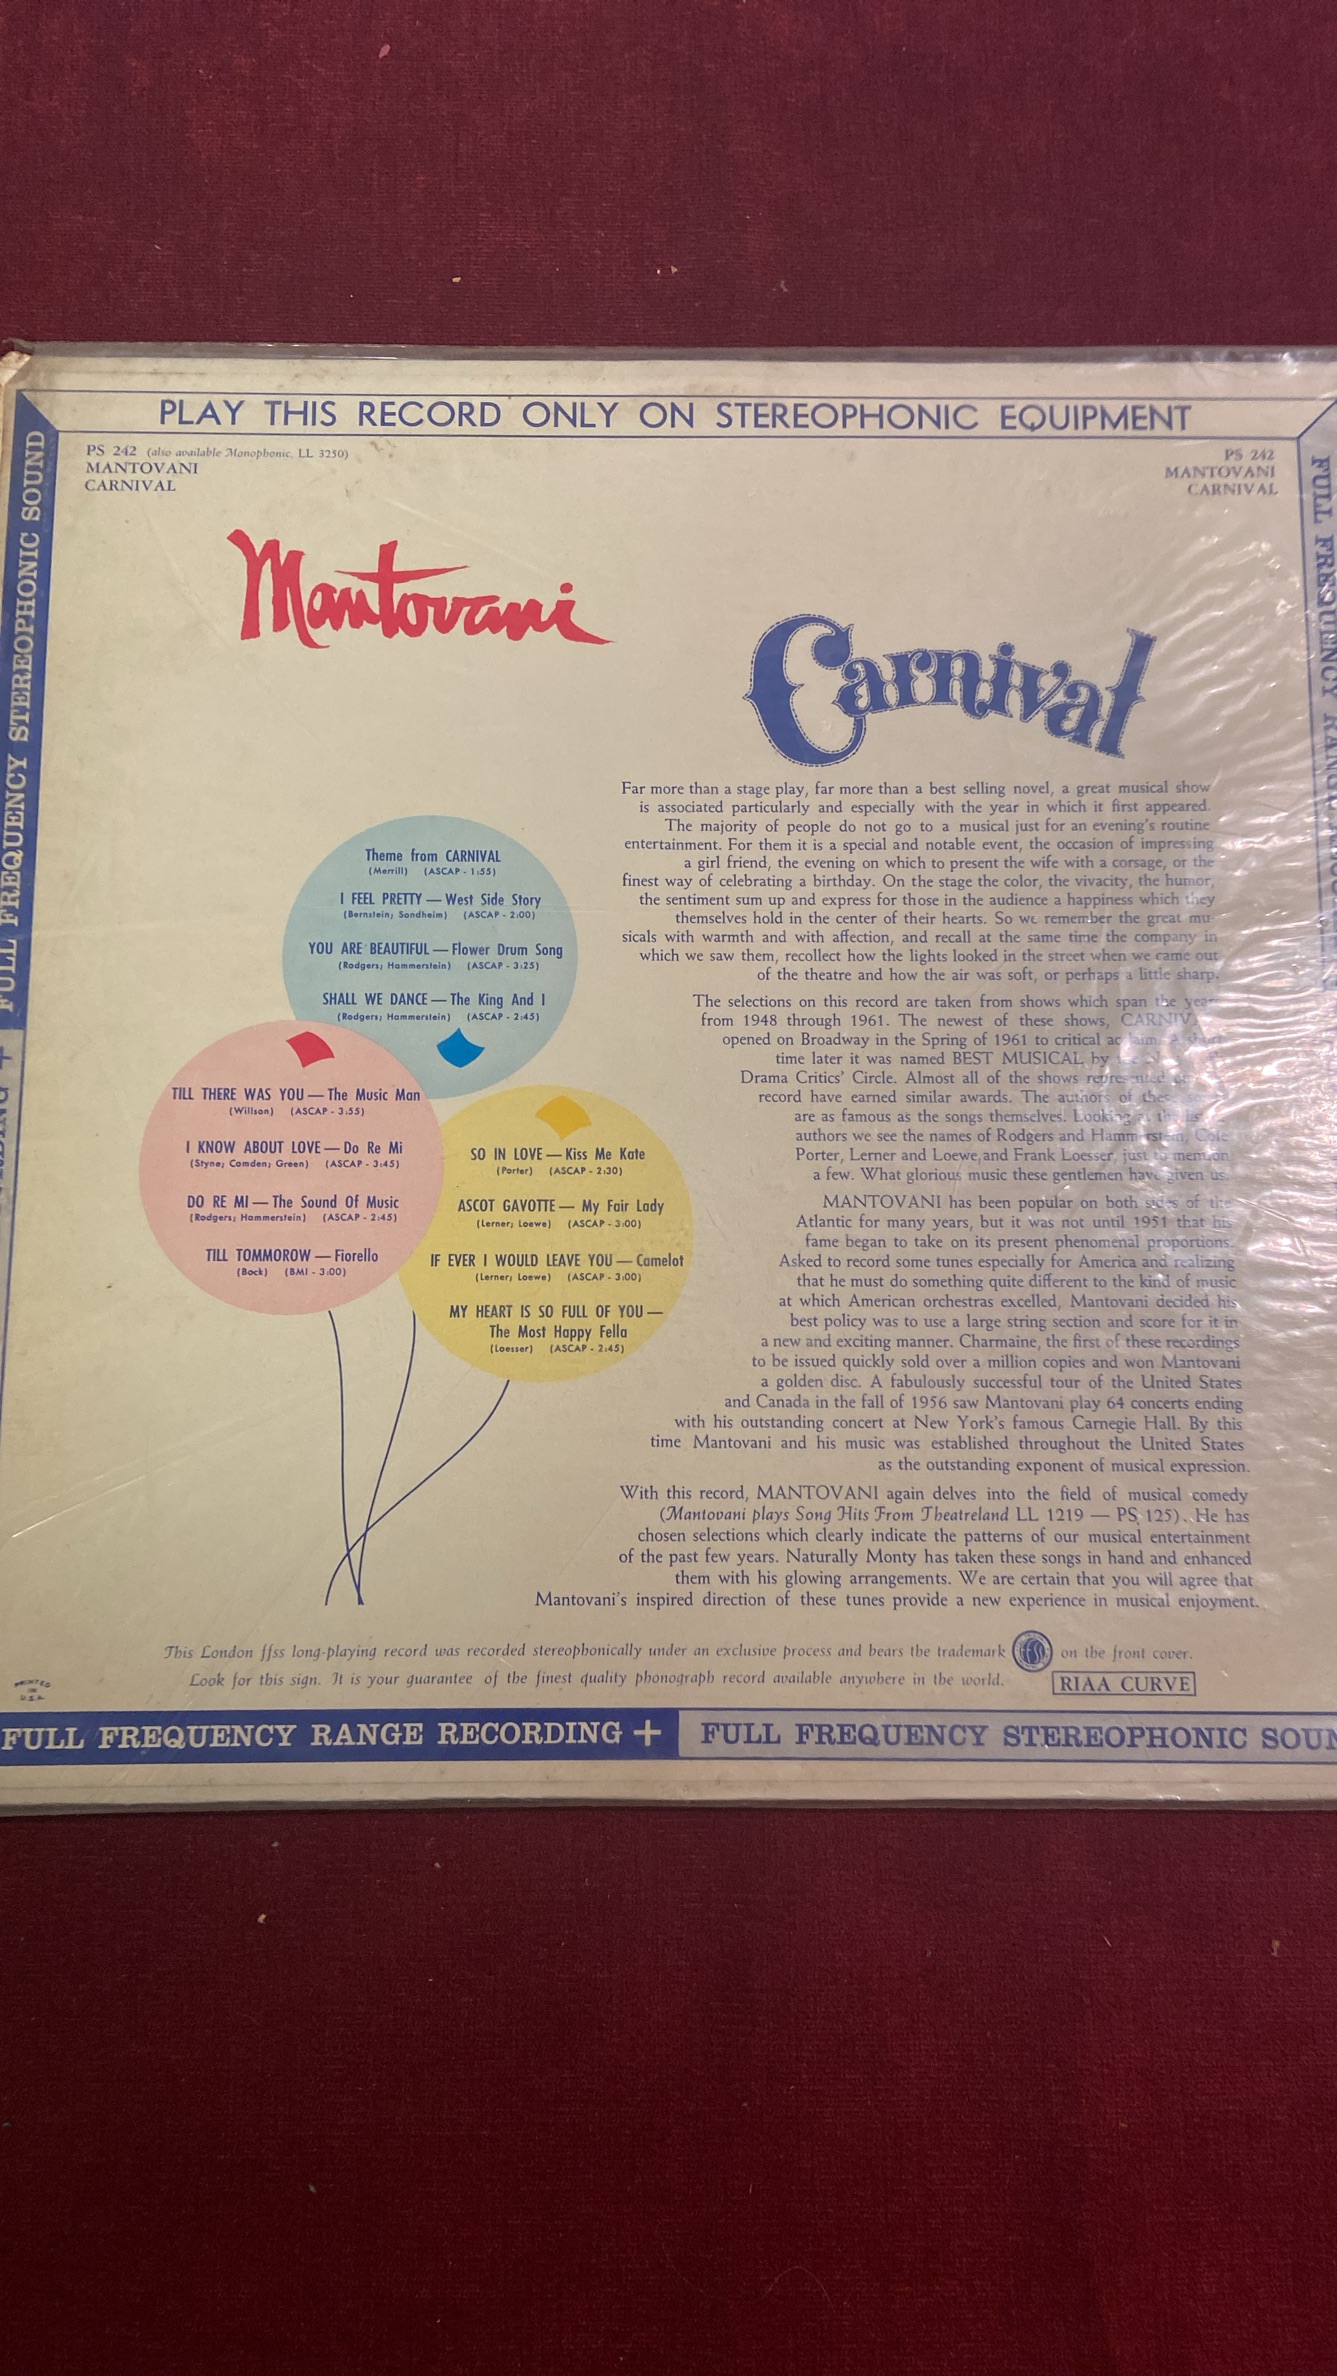 PLAY THIS RECORD ONLY ON STEREOPHONIC EQUIPMENT
PS 242 (also available Monophonic, LL 3250)
MANTOVANI
CARNIVAL
PS 242
MANTOVANI
CARNIVAL
FULL FREQUENCY STEREOPHONIC SOUND
Mantovani
Carnival
Theme from CARNIVAL
(Merrill) (ASCAP - 1:55)
I FEEL PRETTY — West Side Story
(Bernstein; Sondheim) (ASCAP - 2:00)
YOU ARE BEAUTIFUL — Flower Drum Song
(Rodgers; Hammerstein) (ASCAP - 3:25)
SHALL WE DANCE — The King And I
(Rodgers; Hammerstein) (ASCAP - 2:45)
TILL THERE WAS YOU — The Music Man
(Willson) (ASCAP - 3:55)
I KNOW ABOUT LOVE — Do Re Mi
(Styne; Comden; Green) (ASCAP - 3:45)
DO RE MI — The Sound Of Music
(Rodgers; Hammerstein) (ASCAP - 2:45)
TILL TOMMOROW — Fiorello
(Bock) (BMI - 3:00)
SO IN LOVE — Kiss Me Kate
(Porter) (ASCAP - 2:30)
ASCOT GAVOTTE — My Fair Lady
(Lerner; Loewe) (ASCAP - 3:00)
IF EVER I WOULD LEAVE YOU — Camelot
(Lerner; Loewe) (ASCAP - 3:00)
MY HEART IS SO FULL OF YOU —
The Most Happy Fella
(Loesser) (ASCAP - 2:45)
Far more than a stage play, far more than a best selling novel, a great musical show
is associated particularly and especially with the year in which it first appeared.
The majority of people do not go to a musical just for an evening's routine
entertainment. For them it is a special and notable event, the occasion of impressing
a girl friend, the evening on which to present the wife with a corsage, or the
finest way of celebrating a birthday. On the stage the color, the vivacity, the humor,
the sentiment sum up and express for those in the audience a happiness which they
themselves hold in the center of their hearts. So we remember the great mu-
sicals with warmth and with affection, and recall at the same time the company in
which we saw them, recollect how the lights looked in the street when we came out
of the theatre and how the air was soft, or perhaps a little sharp.
The selections on this record are taken from shows which span the years
from 1948 through 1961. The newest of these shows, CARNIVAL
opened on Broadway in the Spring of 1961 to critical acclaim. A short
time later it was named BEST MUSICAL by
Drama Critics' Circle. Almost all of the shows represented
record have earned similar awards. The authors of these
are as famous as the songs themselves. Looking at the list
authors we see the names of Rodgers and Hammerstein, Cole
Porter, Lerner and Loewe, and Frank Loesser, just to mention
a few. What glorious music these gentlemen have given us.
MANTOVANI has been popular on both sides of the
Atlantic for many years, but it was not until 1951 that his
fame began to take on its present phenomenal proportions.
Asked to record some tunes especially for America and realizing
that he must do something quite different to the kind of music
at which American orchestras excelled, Mantovani decided his
best policy was to use a large string section and score for it in
a new and exciting manner. Charmaine, the first of these recordings
to be issued quickly sold over a million copies and won Mantovani
a golden disc. A fabulously successful tour of the United States
and Canada in the fall of 1956 saw Mantovani play 64 concerts ending
with his outstanding concert at New York's famous Carnegie Hall. By this
time Mantovani and his music was established throughout the United States
as the outstanding exponent of musical expression.
With this record, MANTOVANI again delves into the field of musical comedy
(Mantovani plays Song Hits From Theatreland LL 1219 — PS 125). He has
chosen selections which clearly indicate the patterns of our musical entertainment
of the past few years. Naturally Monty has taken these songs in hand and enhanced
them with his glowing arrangements. We are certain that you will agree that
Mantovani's inspired direction of these tunes provide a new experience in musical enjoyment.
This London ffss long-playing record was recorded stereophonically under an exclusive process and bears the trademark FFSS on the front cover.
Look for this sign. It is your guarantee of the finest quality phonograph record available anywhere in the world.
RIAA CURVE
PRINTED
IN
U.S.A.
FULL FREQUENCY RANGE RECORDING + FULL FREQUENCY STEREOPHONIC SOUN
FULL FREQUENCY